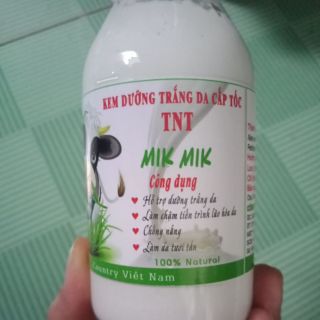 KEM DƯỠNG TRẮNG DA CẤP TỐC
TNT
MIK MIK
Công dụng
Hỗ trợ dưỡng trắng da
Làm chậm tiến trình lão hóa da
Chống nắng
Làm da tươi tắn
100% Natural
Country Việt Nam